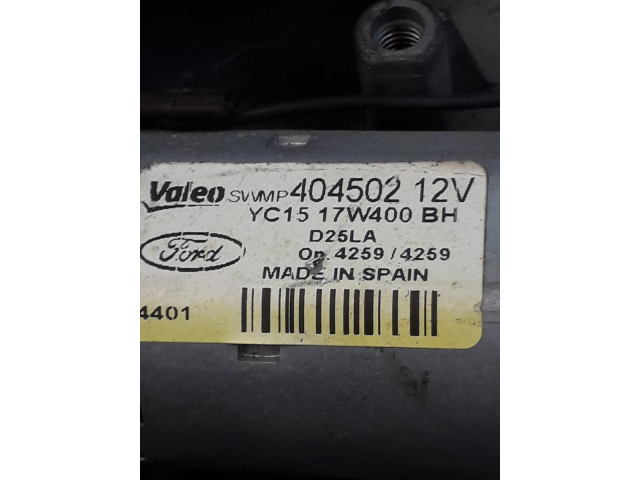 Valeo SWMP 404502 12V
YC15 17W400 BH
D25LA
Ford
Op. 4259 / 4259
MADE IN SPAIN
4401